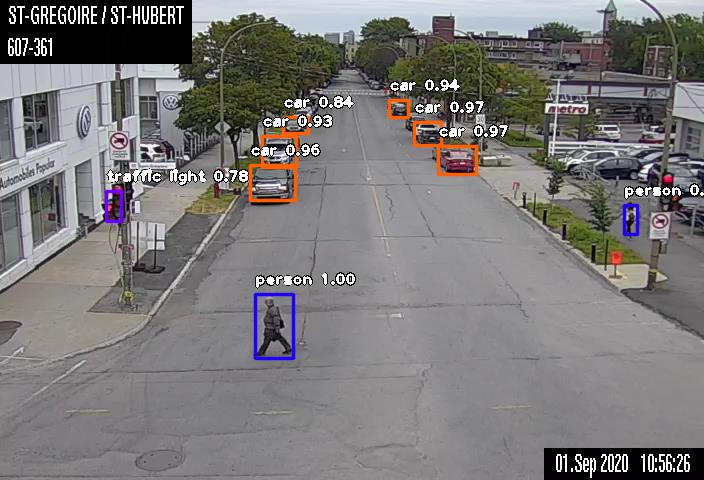 ST-GREGOIRE / ST-HUBERT
607-361
car 0.94
car 0.84
car 0.97
car 0.93
car 0.97
car 0.96
traffic light 0.78
person 0.
person 1.00
Automobiles Popular
metro
01.Sep 2020 10:56:26